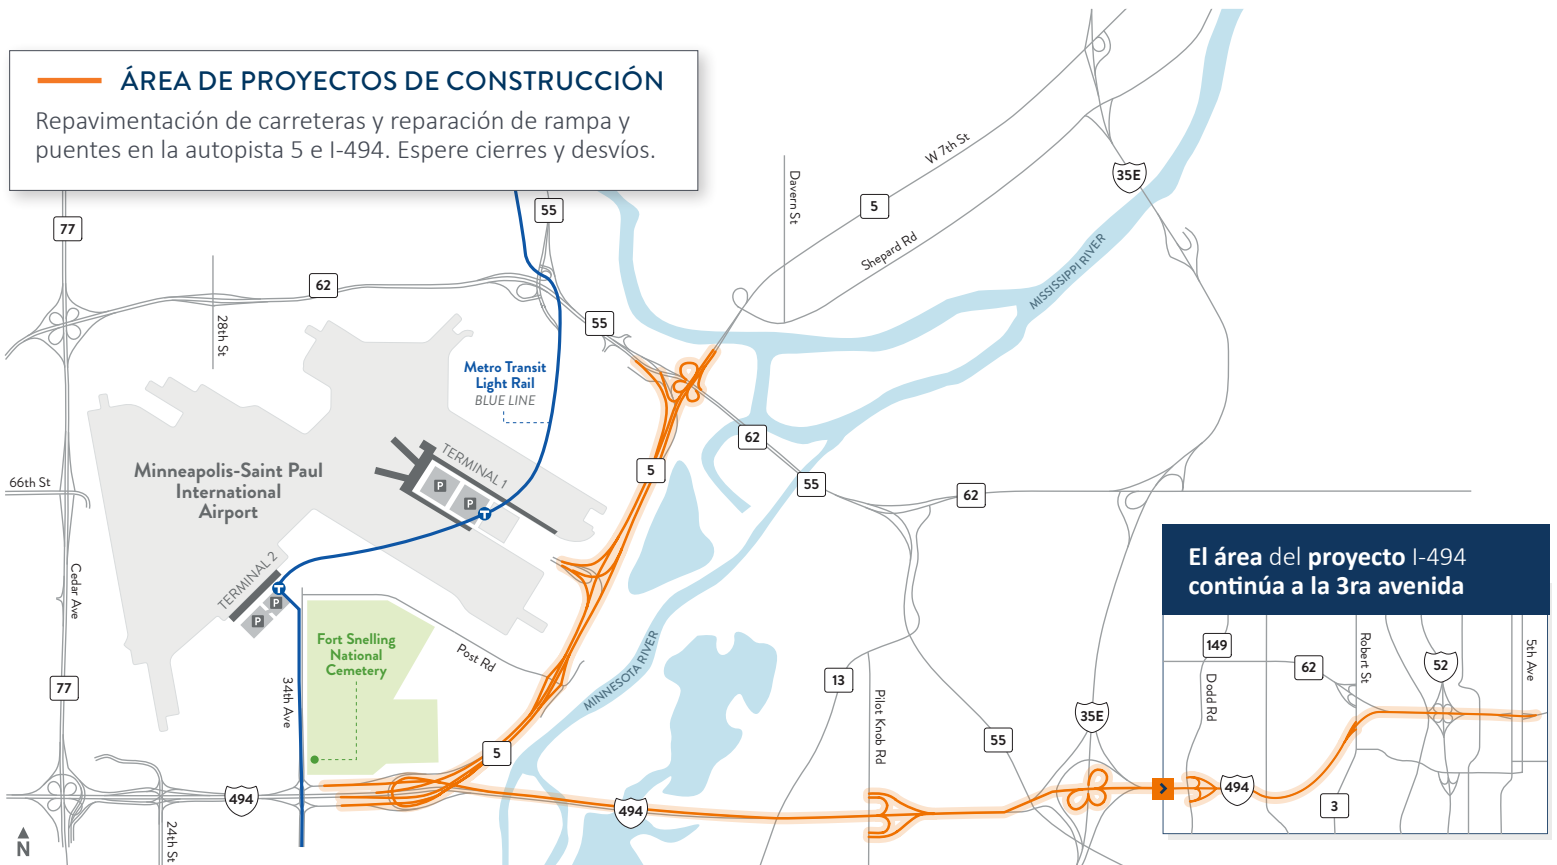 ÁREA DE PROYECTOS DE CONSTRUCCIÓN
Repavimentación de carreteras y reparación de rampa y
puentes en la autopista 5 e I-494. Espere cierres y desvíos.
77
55
62
28th St
55
Metro Transit
Light Rail
BLUE LINE
Davern St
W 7th St
5
Shepard Rd
35E
MISSISSIPPI RIVER
62
55
62
5
Minneapolis-Saint Paul
International
Airport
TERMINAL 1
P
P
T
66th St
Cedar Ave
TERMINAL 2
T
P
P
Fort Snelling
National
Cemetery
Post Rd
34th Ave
MINNESOTA RIVER
77
5
494
24th St
N
494
13
Pilot Knob Rd
55
35E
El área del proyecto I-494
continúa a la 3ra avenida
149
Dodd Rd
62
Robert St
52
5th Ave
494
3